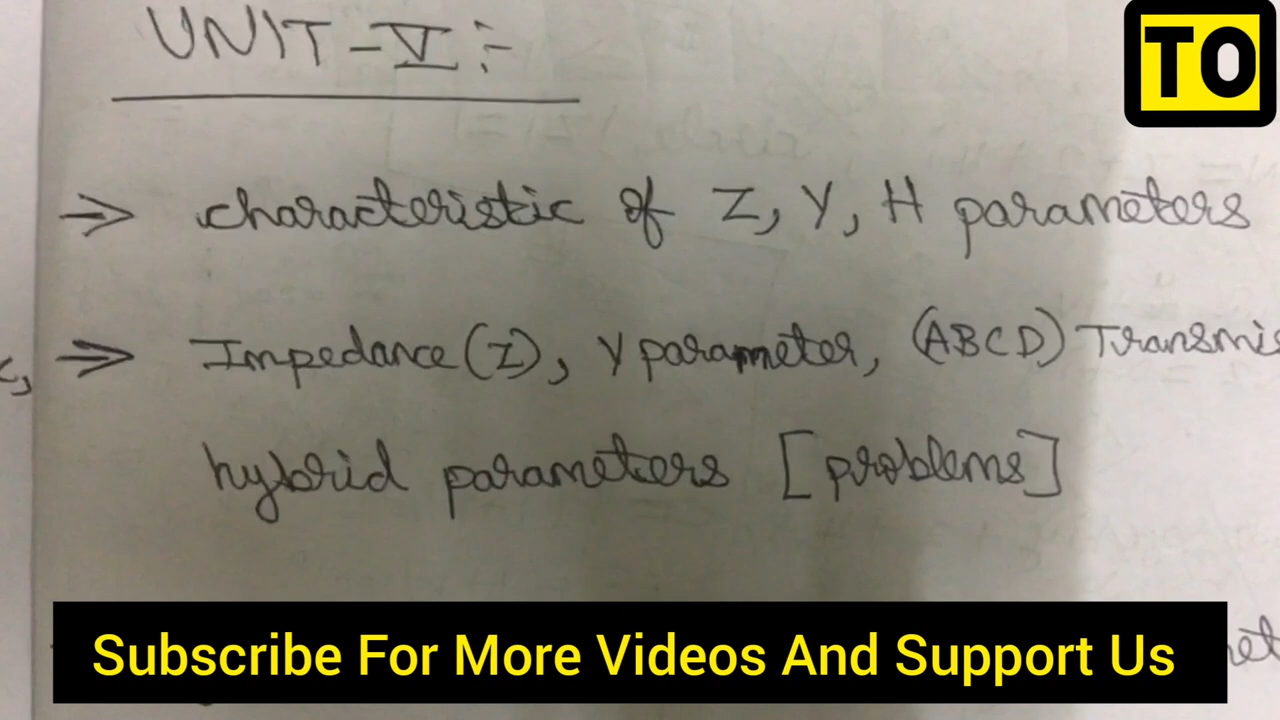 UNIT-V:-
TO
⇒ characteristic of Z, Y, H parameters
⇒ Impedance(Z), Y parameter, (ABCD) Transmis
hybrid parameters [problems]
Subscribe For More Videos And Support Us